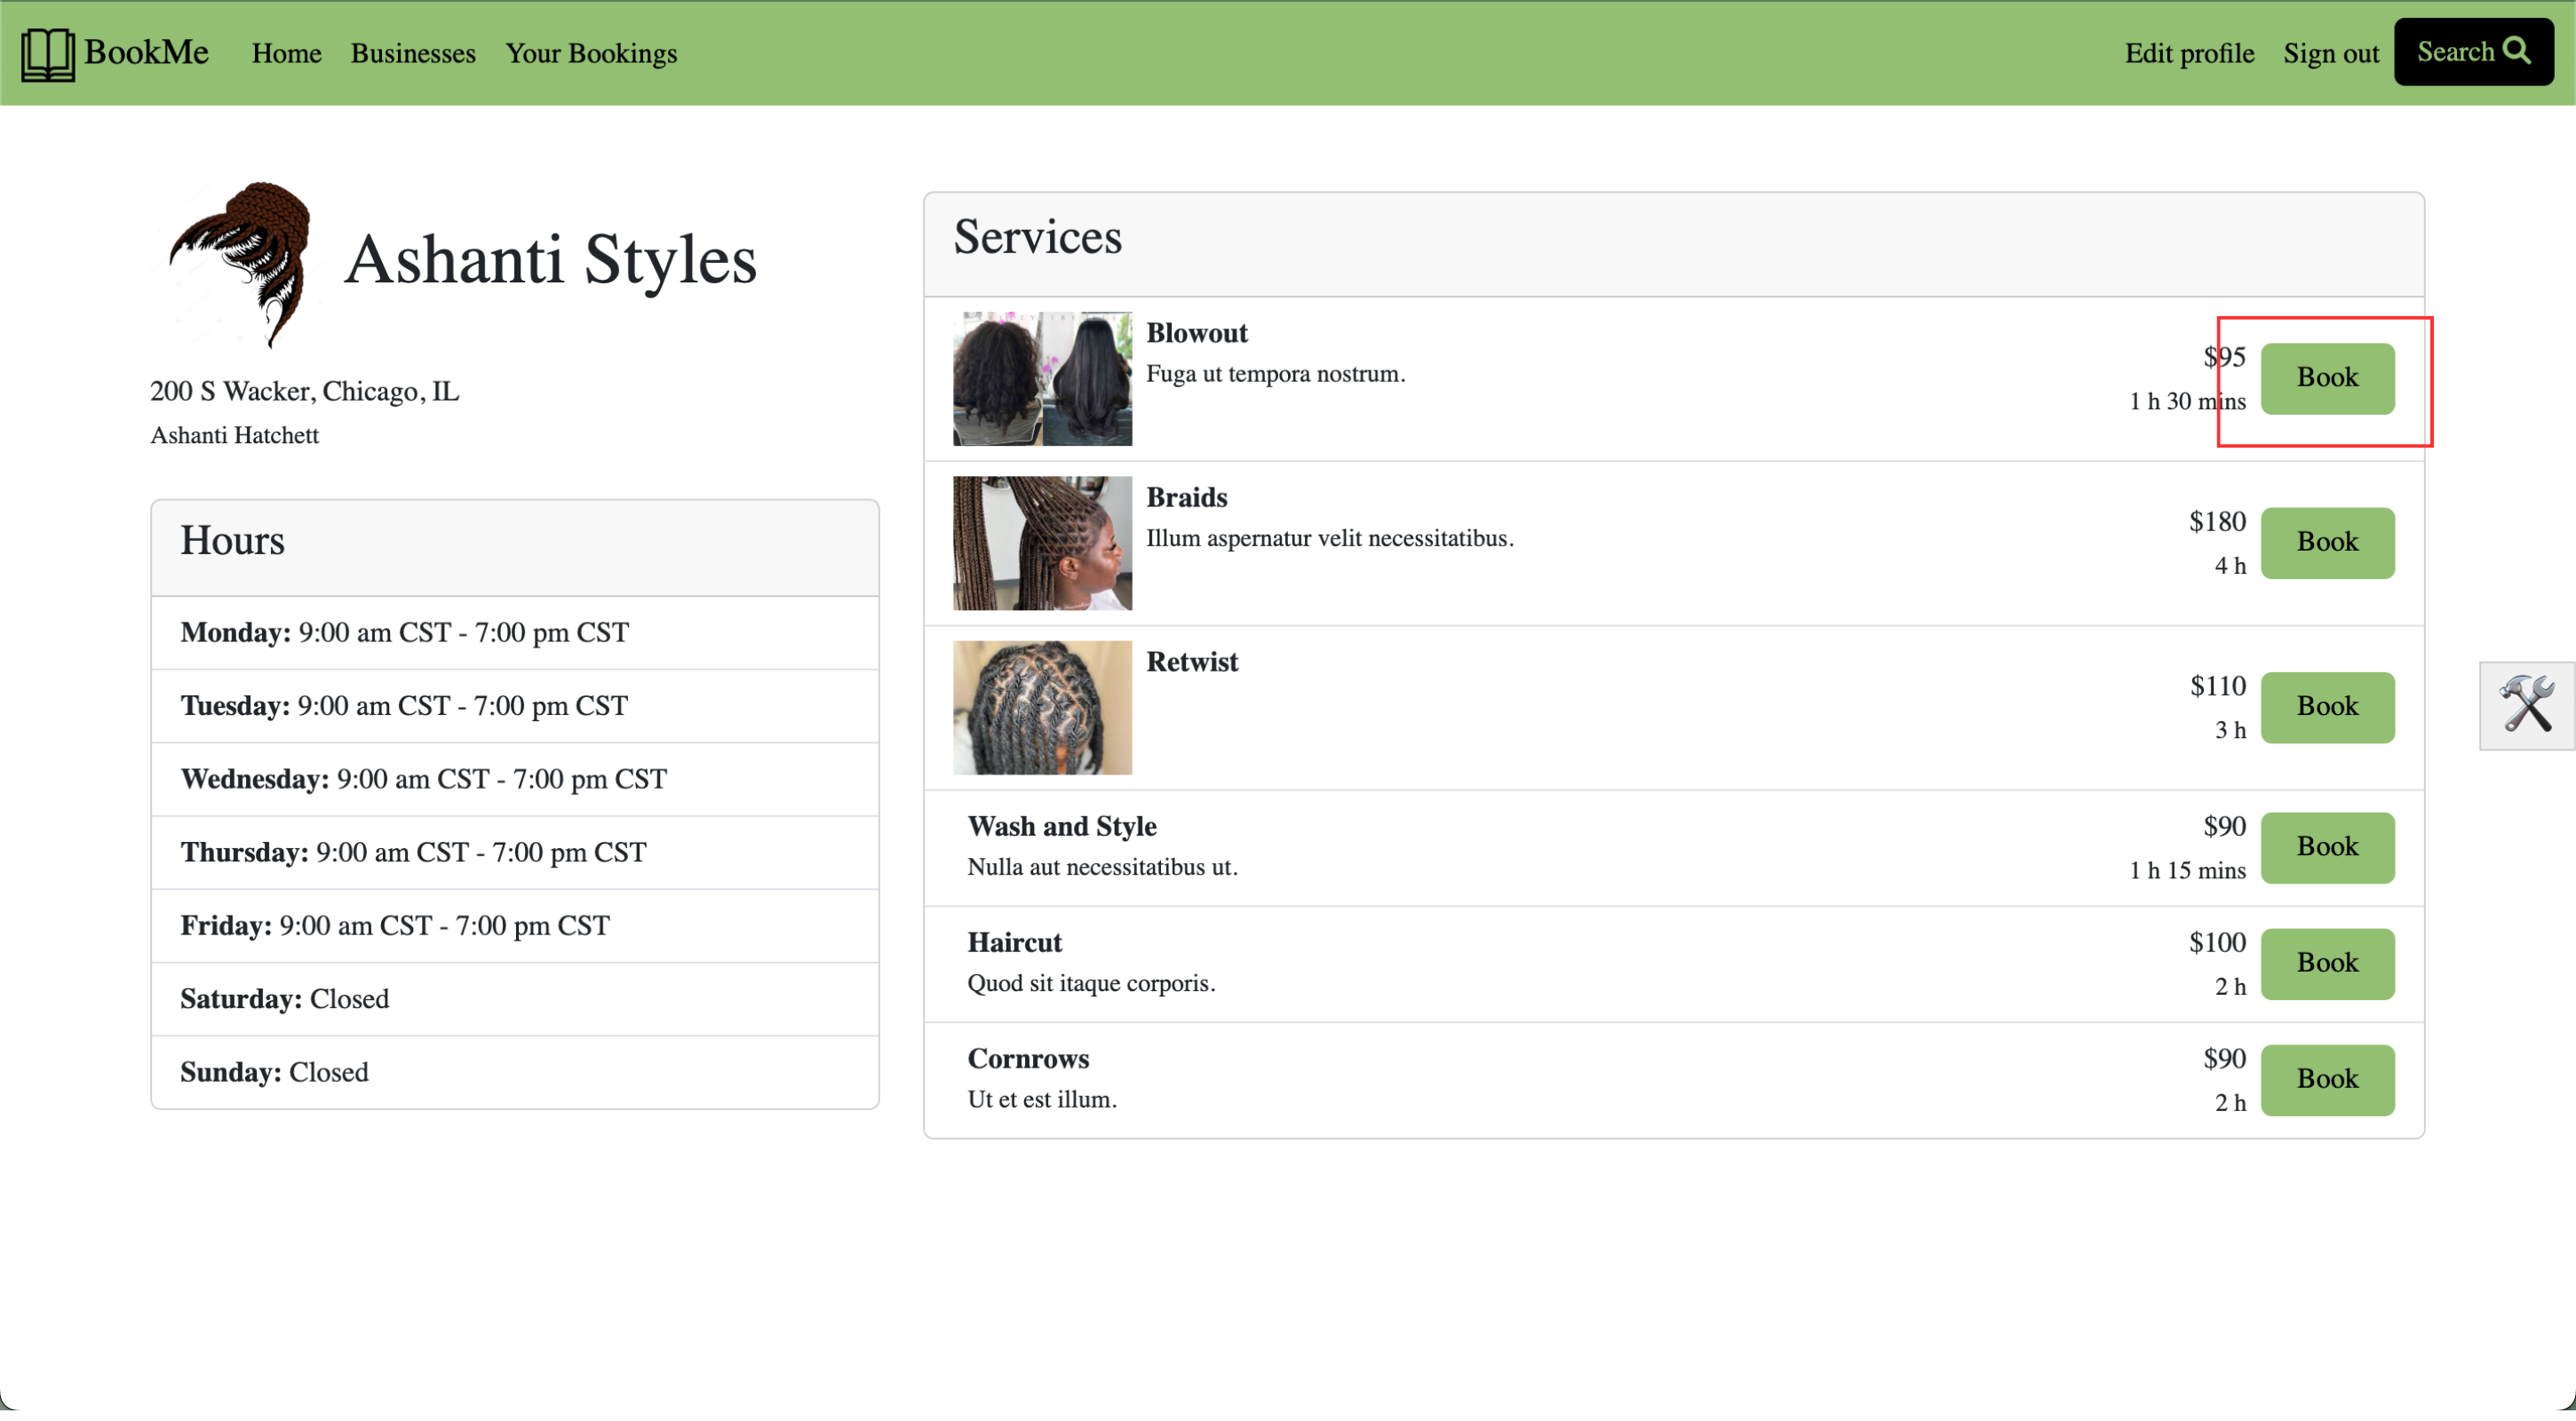 BookMe Home Businesses Your Bookings Edit profile Sign out Search
Ashanti Styles
200 S Wacker, Chicago, IL
Ashanti Hatchett
Hours
Monday: 9:00 am CST - 7:00 pm CST
Tuesday: 9:00 am CST - 7:00 pm CST
Wednesday: 9:00 am CST - 7:00 pm CST
Thursday: 9:00 am CST - 7:00 pm CST
Friday: 9:00 am CST - 7:00 pm CST
Saturday: Closed
Sunday: Closed
Services
Blowout
Fuga ut tempora nostrum.
$95
1 h 30 mins
Book
Braids
Illum aspernatur velit necessitatibus.
$180
4 h
Book
Retwist
$110
3 h
Book
Wash and Style
Nulla aut necessitatibus ut.
$90
1 h 15 mins
Book
Haircut
Quod sit itaque corporis.
$100
2 h
Book
Cornrows
Ut et est illum.
$90
2 h
Book